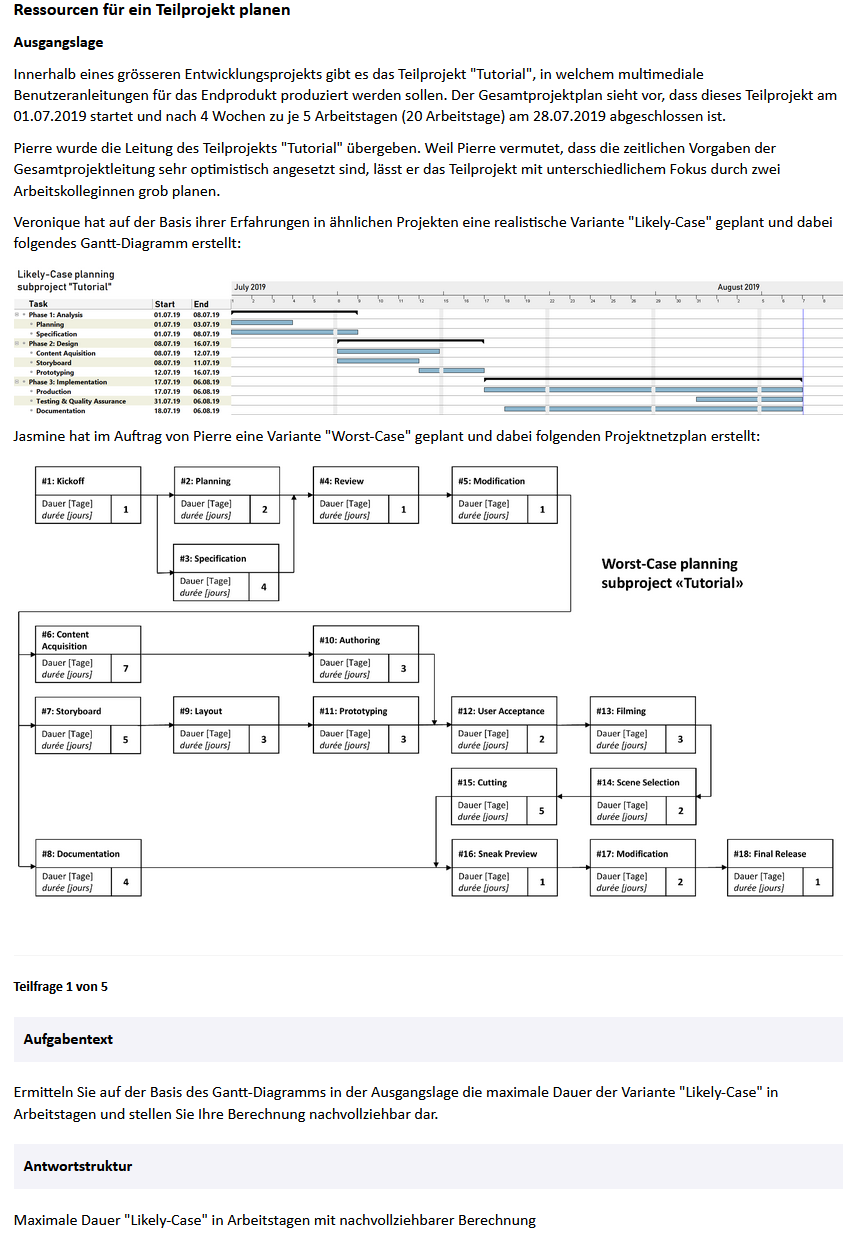 Ressourcen für ein Teilprojekt planen
Ausgangslage
Innerhalb eines grösseren Entwicklungsprojekts gibt es das Teilprojekt "Tutorial", in welchem multimediale
Benutzeranleitungen für das Endprodukt produziert werden sollen. Der Gesamtprojektplan sieht vor, dass dieses Teilprojekt am
01.07.2019 startet und nach 4 Wochen zu je 5 Arbeitstagen (20 Arbeitstage) am 28.07.2019 abgeschlossen ist.
Pierre wurde die Leitung des Teilprojekts "Tutorial" übergeben. Weil Pierre vermutet, dass die zeitlichen Vorgaben der
Gesamtprojektleitung sehr optimistisch angesetzt sind, lässt er das Teilprojekt mit unterschiedlichem Fokus durch zwei
Arbeitskolleginnen grob planen.
Veronique hat auf der Basis ihrer Erfahrungen in ähnlichen Projekten eine realistische Variante "Likely-Case" geplant und dabei
folgendes Gantt-Diagramm erstellt:
Likely-Case planning
subproject "Tutorial"
July 2019 August 2019
Task Start End
Phase 1: Analysis 01.07.19 08.07.19
Planning 01.07.19 03.07.19
Specification 01.07.19 08.07.19
Phase 2: Design 08.07.19 16.07.19
Content Aquisition 08.07.19 12.07.19
Storyboard 08.07.19 11.07.19
Prototyping 12.07.19 16.07.19
Phase 3: Implementation 17.07.19 06.08.19
Production 17.07.19 06.08.19
Testing & Quality Assurance 31.07.19 06.08.19
Documentation 18.07.19 06.08.19
Jasmine hat im Auftrag von Pierre eine Variante "Worst-Case" geplant und dabei folgenden Projektnetzplan erstellt:
#1: Kickoff
Dauer [Tage]
durée [jours]
1
#2: Planning
Dauer [Tage]
durée [jours]
2
#4: Review
Dauer [Tage]
durée [jours]
1
#5: Modification
Dauer [Tage]
durée [jours]
1
#3: Specification
Dauer [Tage]
durée [jours]
4
Worst-Case planning
subproject «Tutorial»
#6: Content
Acquisition
Dauer [Tage]
durée [jours]
7
#10: Authoring
Dauer [Tage]
durée [jours]
3
#7: Storyboard
Dauer [Tage]
durée [jours]
5
#9: Layout
Dauer [Tage]
durée [jours]
3
#11: Prototyping
Dauer [Tage]
durée [jours]
3
#12: User Acceptance
Dauer [Tage]
durée [jours]
2
#13: Filming
Dauer [Tage]
durée [jours]
3
#15: Cutting
Dauer [Tage]
durée [jours]
5
#14: Scene Selection
Dauer [Tage]
durée [jours]
2
#8: Documentation
Dauer [Tage]
durée [jours]
4
#16: Sneak Preview
Dauer [Tage]
durée [jours]
1
#17: Modification
Dauer [Tage]
durée [jours]
2
#18: Final Release
Dauer [Tage]
durée [jours]
1
Teilfrage 1 von 5
Aufgabentext
Ermitteln Sie auf der Basis des Gantt-Diagramms in der Ausgangslage die maximale Dauer der Variante "Likely-Case" in
Arbeitstagen und stellen Sie Ihre Berechnung nachvollziehbar dar.
Antwortstruktur
Maximale Dauer "Likely-Case" in Arbeitstagen mit nachvollziehbarer Berechnung